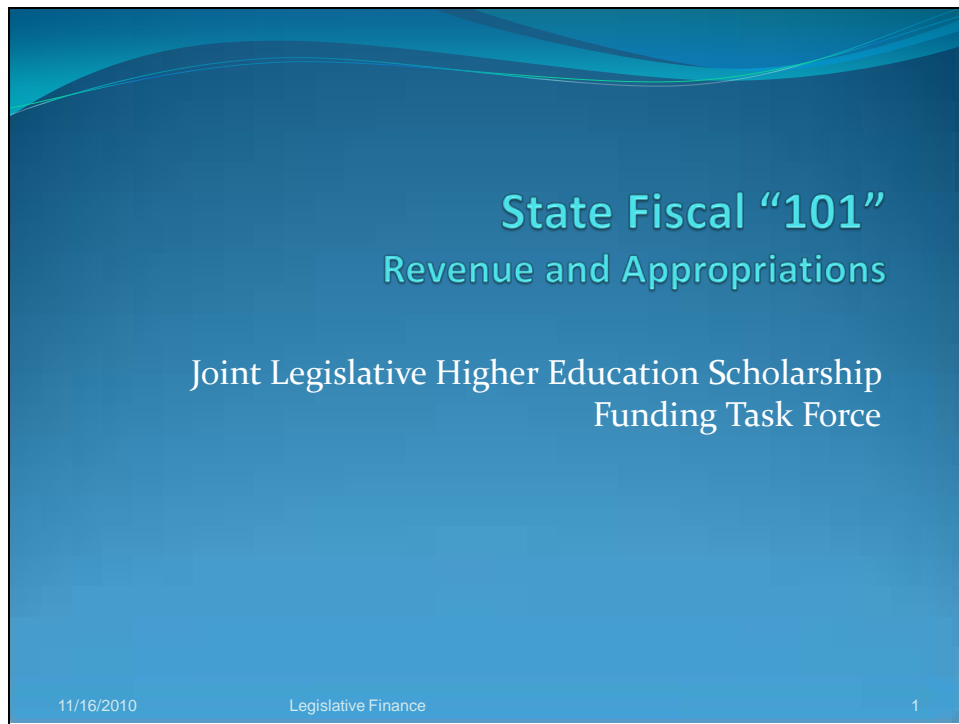 State Fiscal “101”
Revenue and Appropriations
Joint Legislative Higher Education Scholarship
Funding Task Force
11/16/2010 Legislative Finance 1